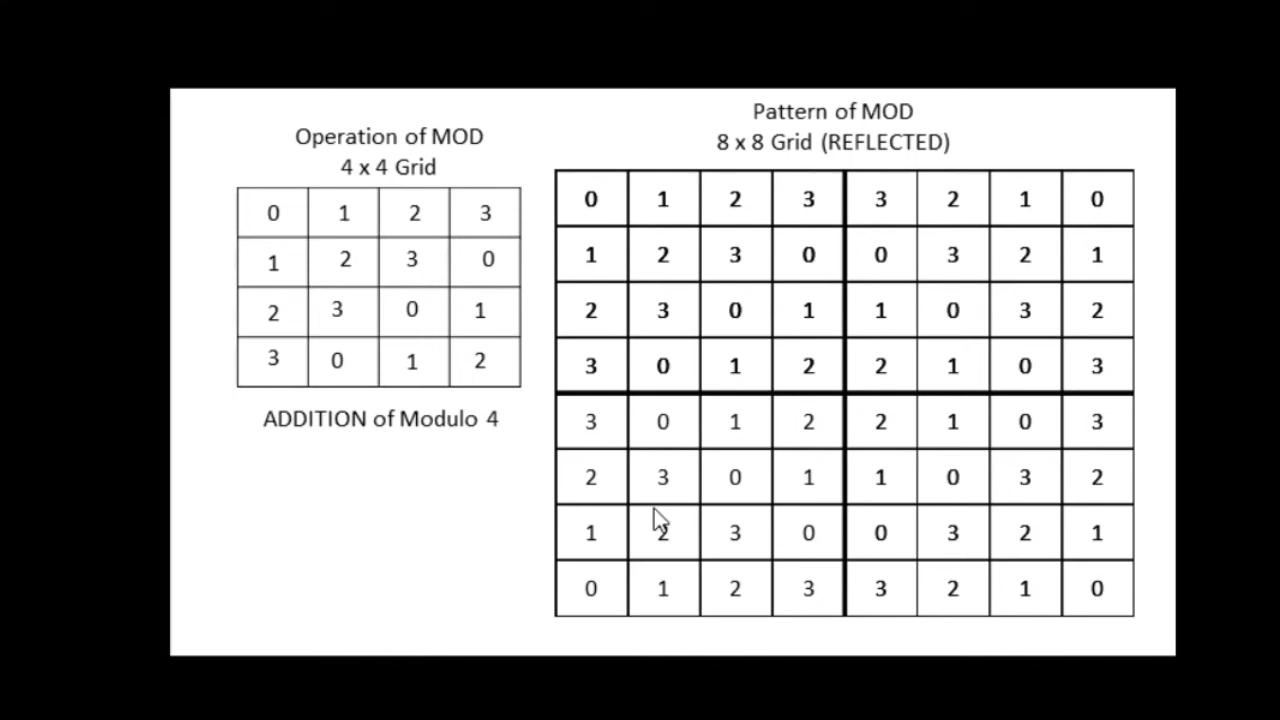 Operation of MOD
4 x 4 Grid
0 1 2 3
1 2 3 0
2 3 0 1
3 0 1 2
ADDITION of Modulo 4
Pattern of MOD
8 x 8 Grid (REFLECTED)
0 1 2 3 3 2 1 0
1 2 3 0 0 3 2 1
2 3 0 1 1 0 3 2
3 0 1 2 2 1 0 3
3 0 1 2 2 1 0 3
2 3 0 1 1 0 3 2
1 2 3 0 0 3 2 1
0 1 2 3 3 2 1 0